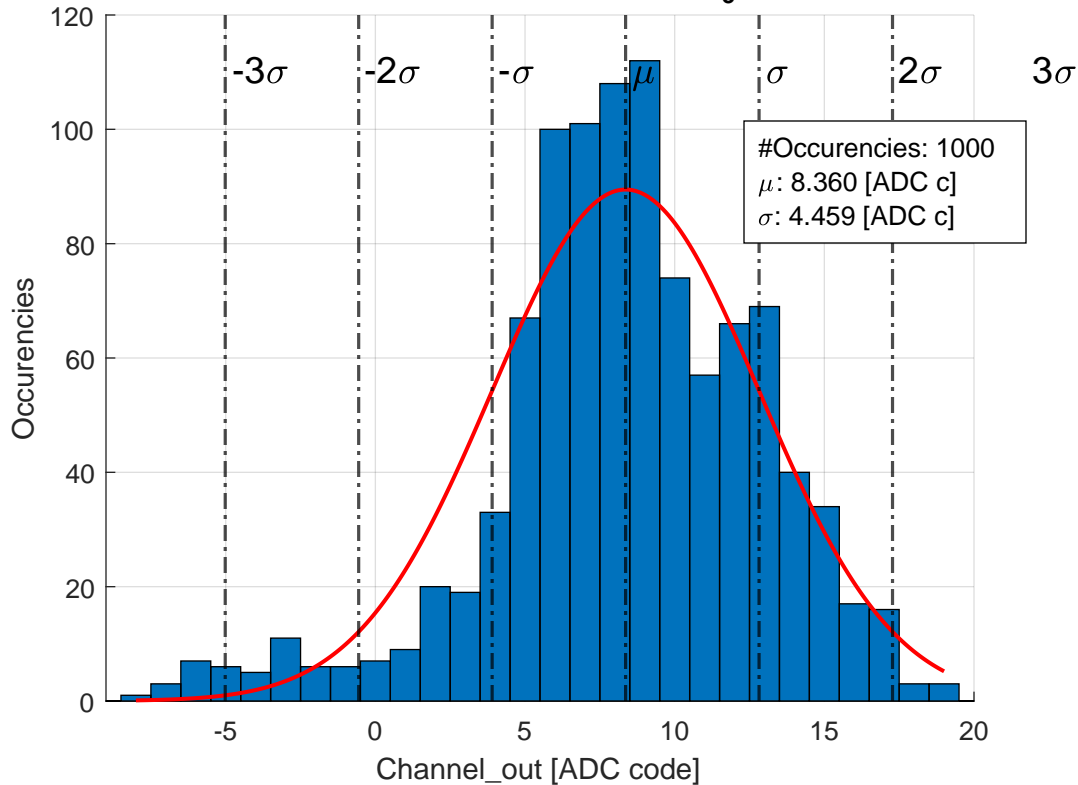 120
100
80
60
40
20
0
-3σ
-2σ
-σ
μ
σ
2σ
3σ
#Occurencies: 1000
μ: 8.360 [ADC c]
σ: 4.459 [ADC c]
Occurencies
-5
0
5
10
15
20
Channel_out [ADC code]